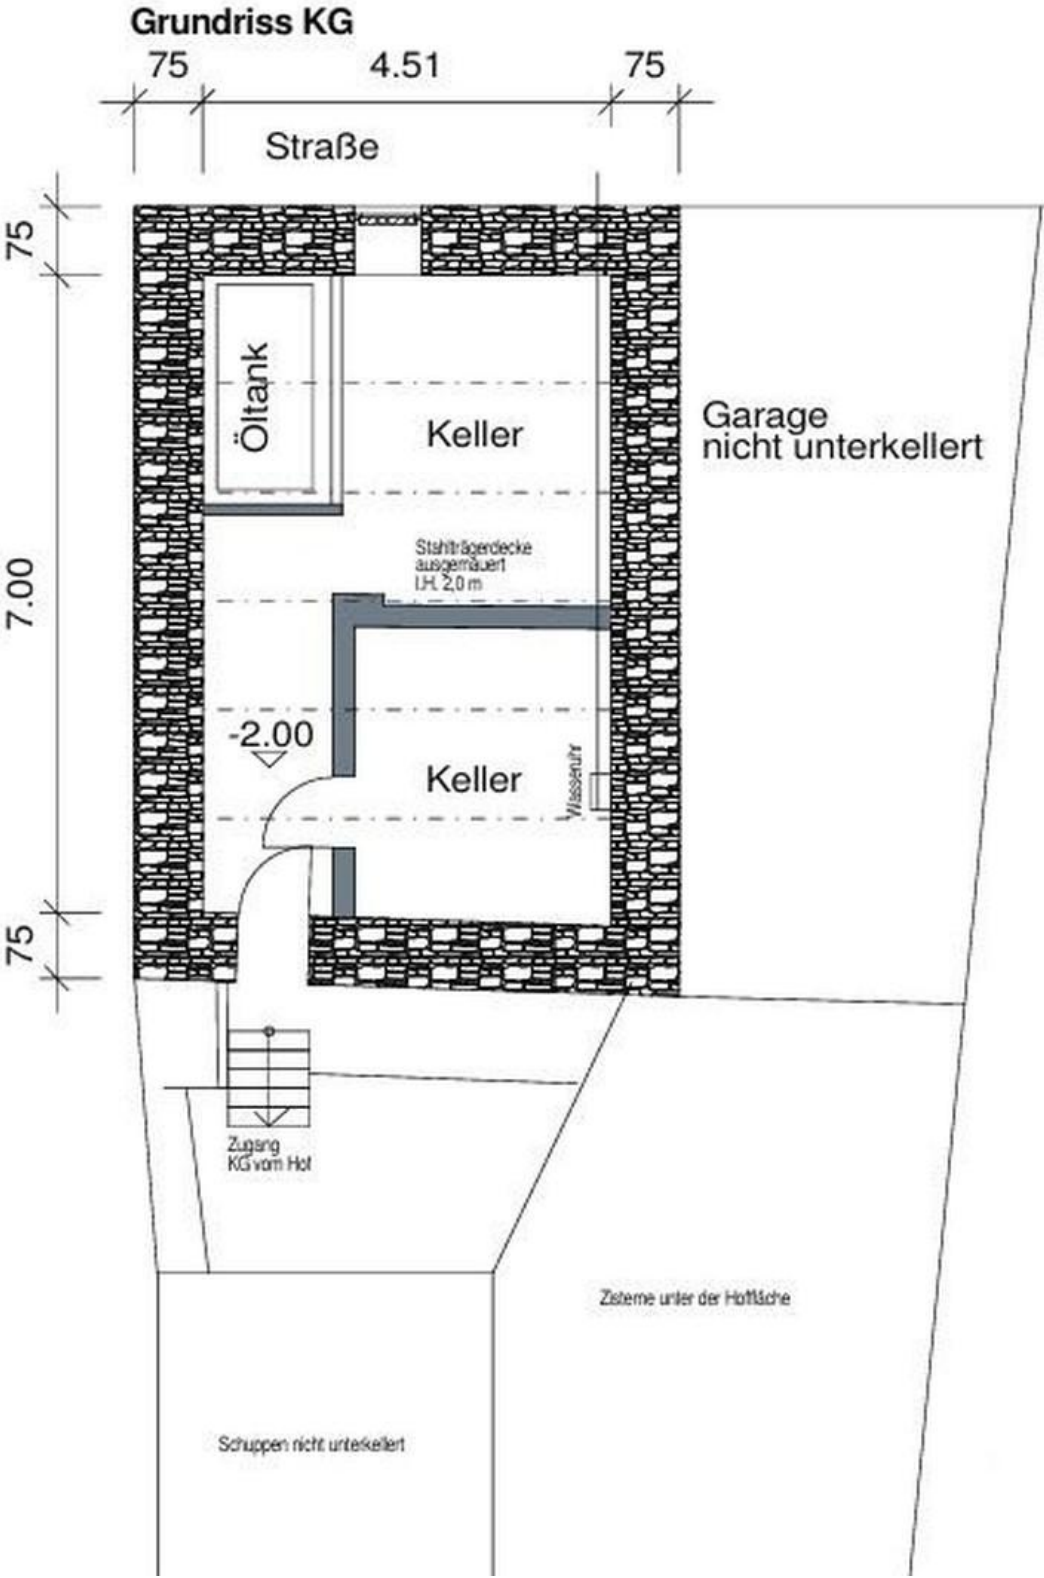 Grundriss KG
75 4.51 75
Straße
75
Öltank
Keller
Garage
nicht unterkellert
Stahlträgerdecke
ausgemauert
l.H. 2,0 m
7.00
-2.00
Keller
Wasseruhr
75
Zugang
KG vom Hof
Zisterne unter der Hoffläche
Schuppen nicht unterkellert